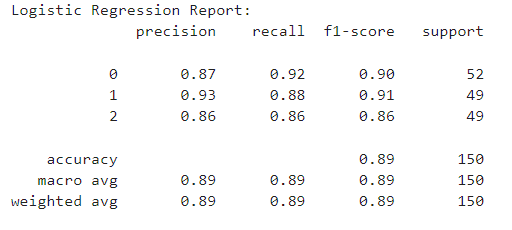 Logistic Regression Report:
precision recall f1-score support
0 0.87 0.92 0.90 52
1 0.93 0.88 0.91 49
2 0.86 0.86 0.86 49
accuracy 0.89 150
macro avg 0.89 0.89 0.89 150
weighted avg 0.89 0.89 0.89 150